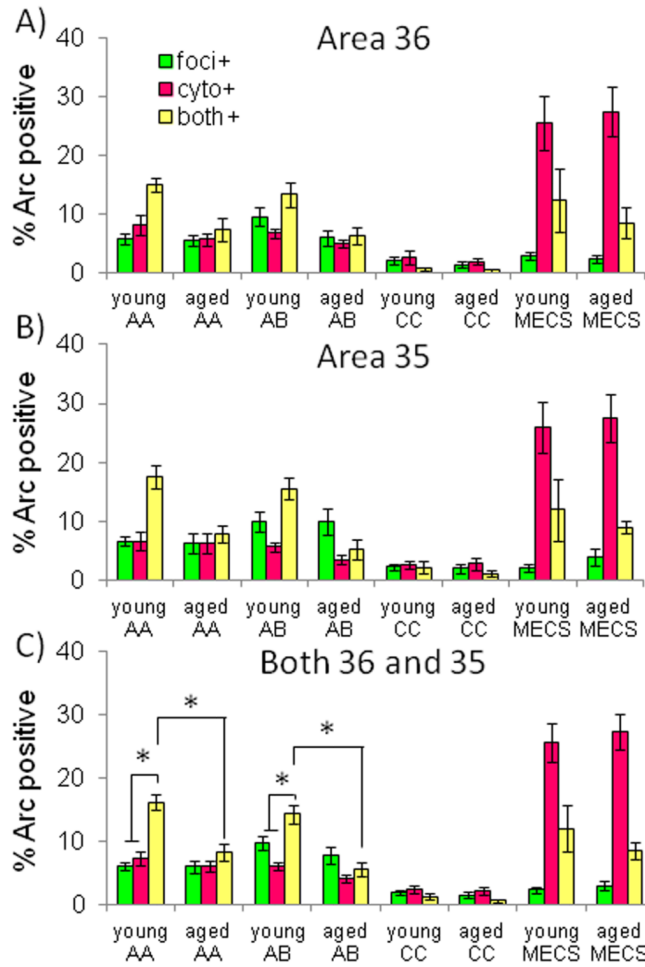 A) Area 36
40
foci+
cyto+
both+
30
20
10
0
% Arc positive
young aged young aged young aged young aged
AA AA AB AB CC CC MECS MECS
B) Area 35
40
30
20
10
0
% Arc positive
young aged young aged young aged young aged
AA AA AB AB CC CC MECS MECS
C) Both 36 and 35
40
30
20
10
0
% Arc positive
* * * *
young aged young aged young aged young aged
AA AA AB AB CC CC MECS MECS